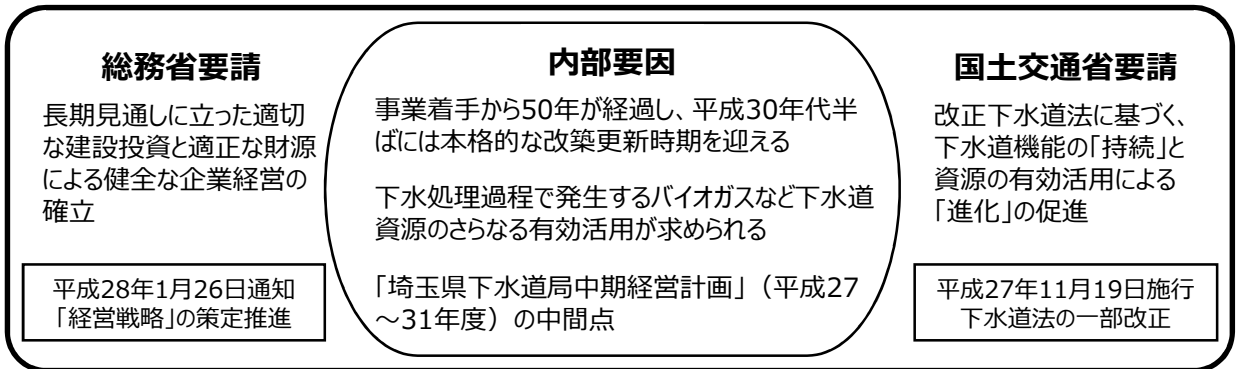 総務省要請
長期見通しに立った適切
な建設投資と適正な財源
による健全な企業経営の
確立
平成28年1月26日通知
「経営戦略」の策定推進
内部要因
事業着手から50年が経過し、平成30年代半
ばには本格的な改築更新時期を迎える
下水処理過程で発生するバイオガスなど下水道
資源のさらなる有効活用が求められる
「埼玉県下水道局中期経営計画」（平成27
～31年度）の中間点
国土交通省要請
改正下水道法に基づく、
下水道機能の「持続」と
資源の有効活用による
「進化」の促進
平成27年11月19日施行
下水道法の一部改正